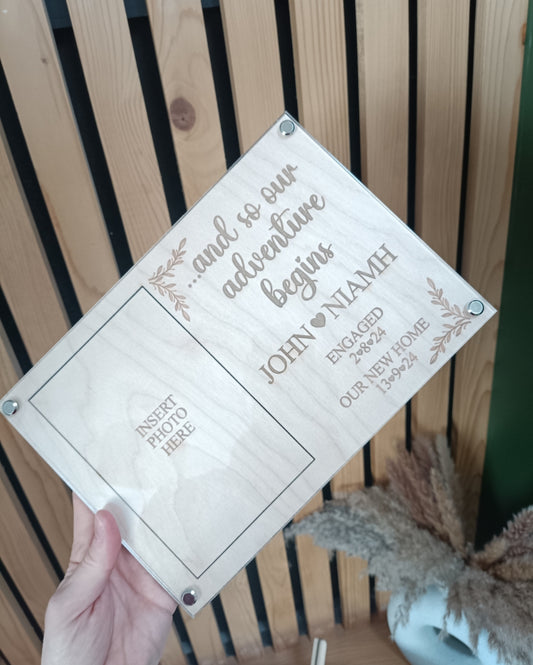 ...and so our
adventure
begins
JOHN ♥ NIAMH
ENGAGED
2♥8♥24
OUR NEW HOME
13♥9♥24
INSERT
PHOTO
HERE